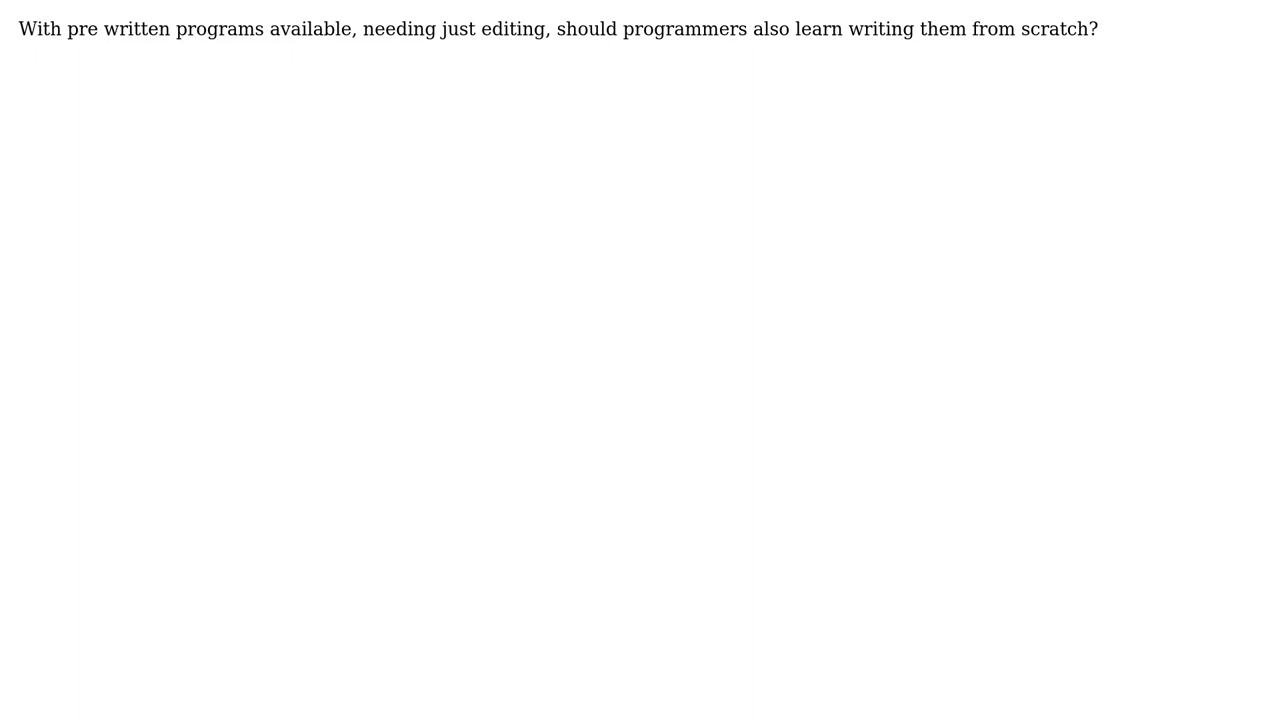 With pre written programs available, needing just editing, should programmers also learn writing them from scratch?